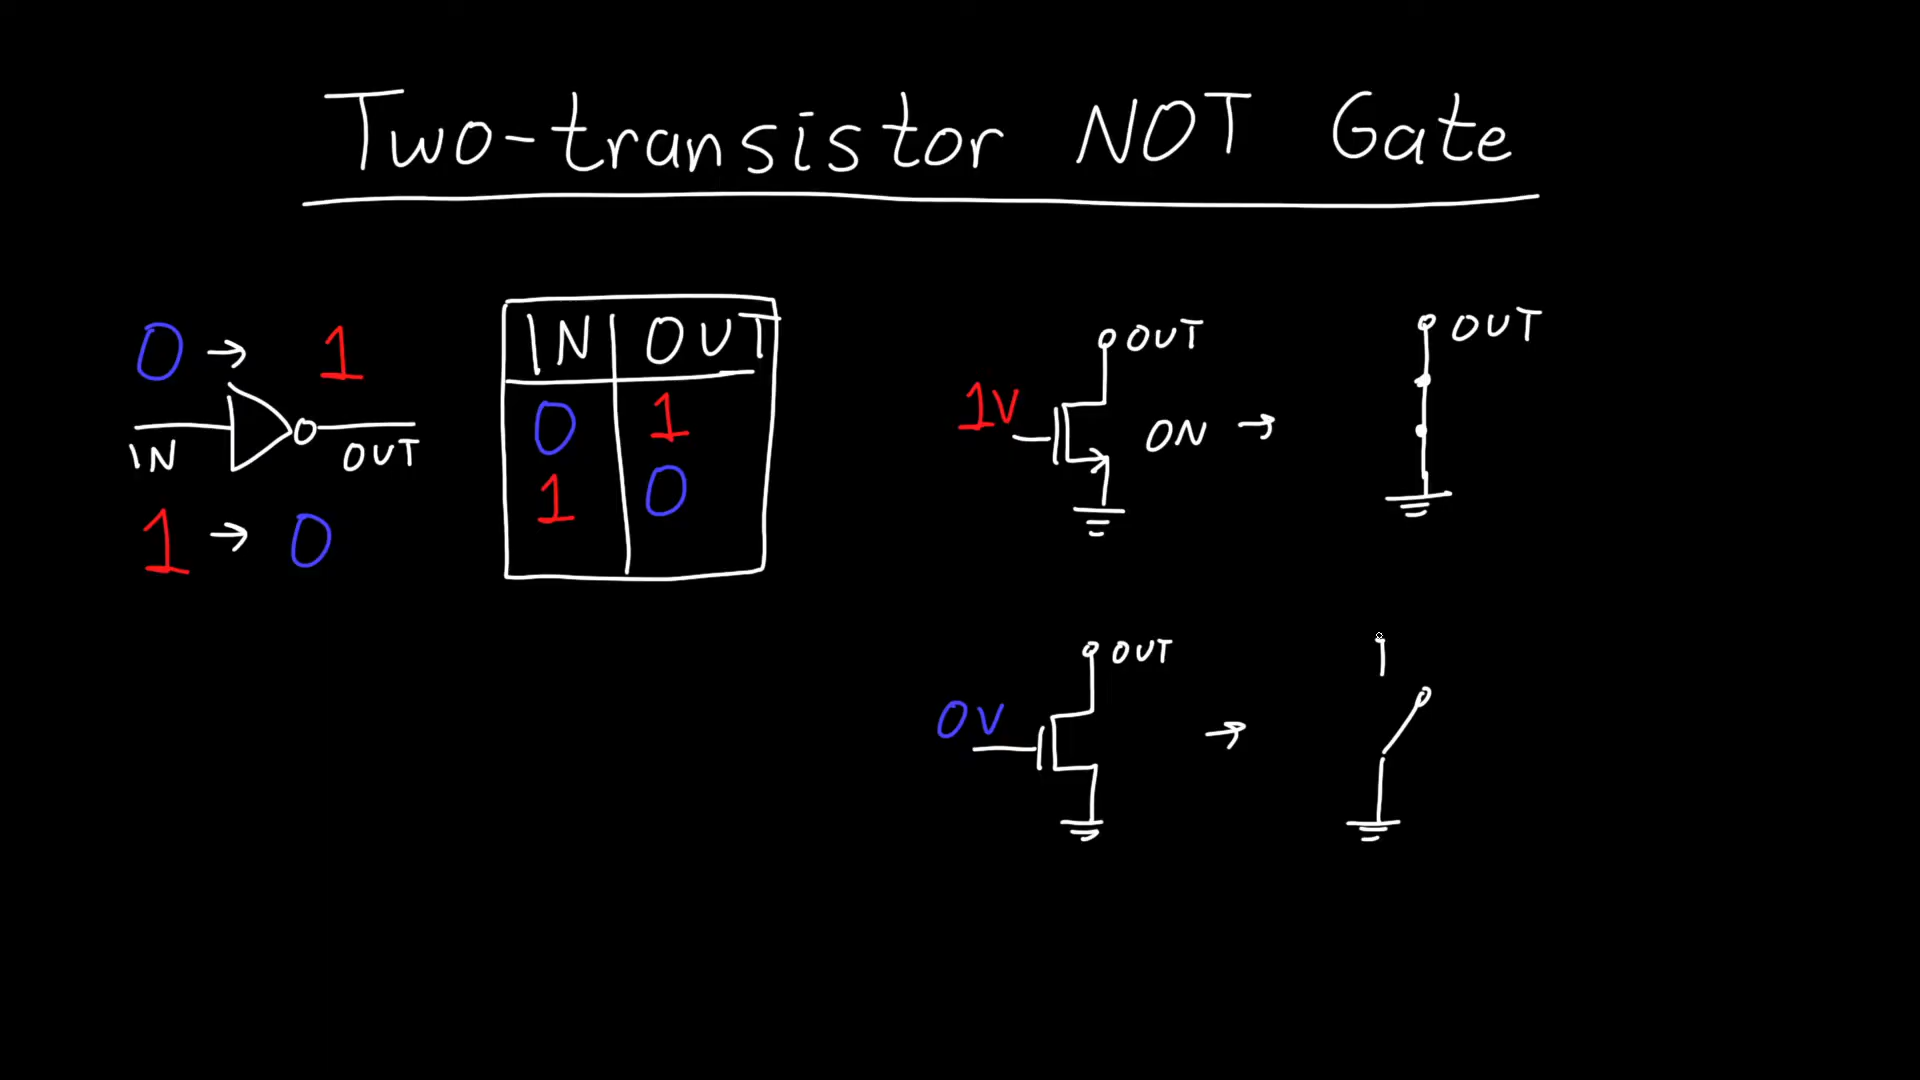 Two-transistor NOT Gate
0 → 1
IN OUT
1 → 0
IN OUT
0 1
1 0
OUT
1V ON →
OUT
OUT
0V →